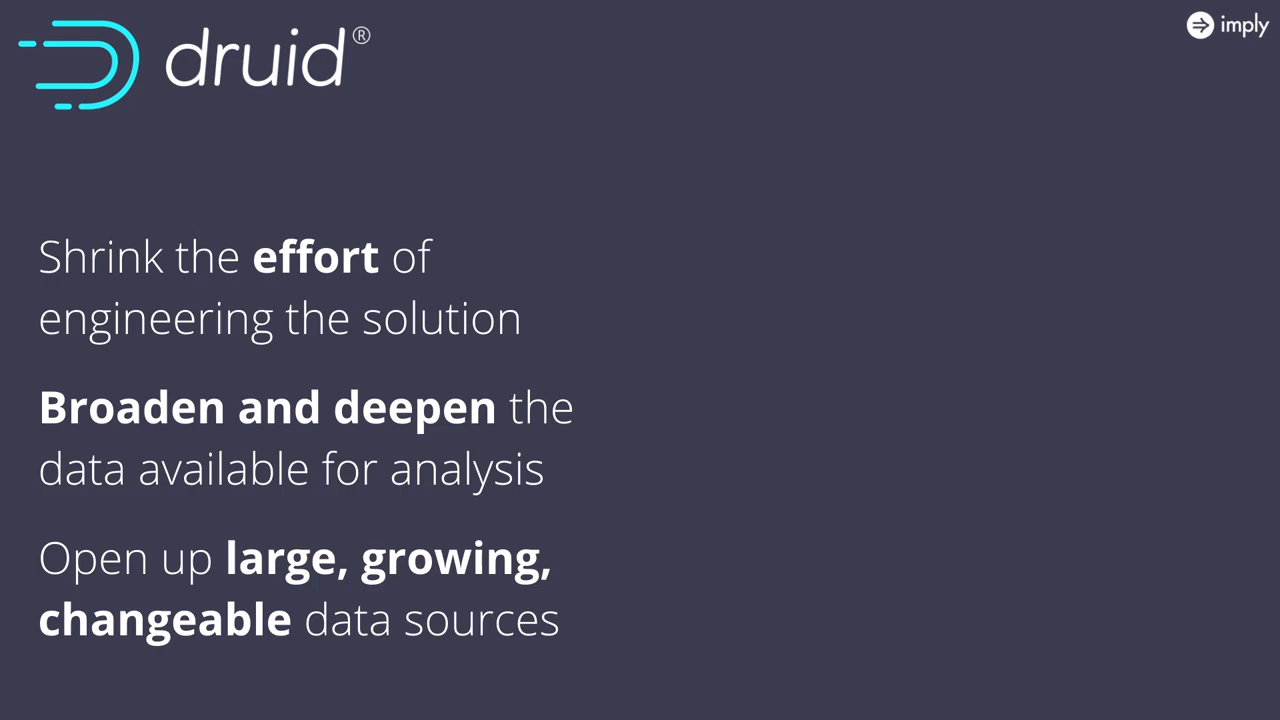 druid®
imply
Shrink the effort of
engineering the solution
Broaden and deepen the
data available for analysis
Open up large, growing,
changeable data sources